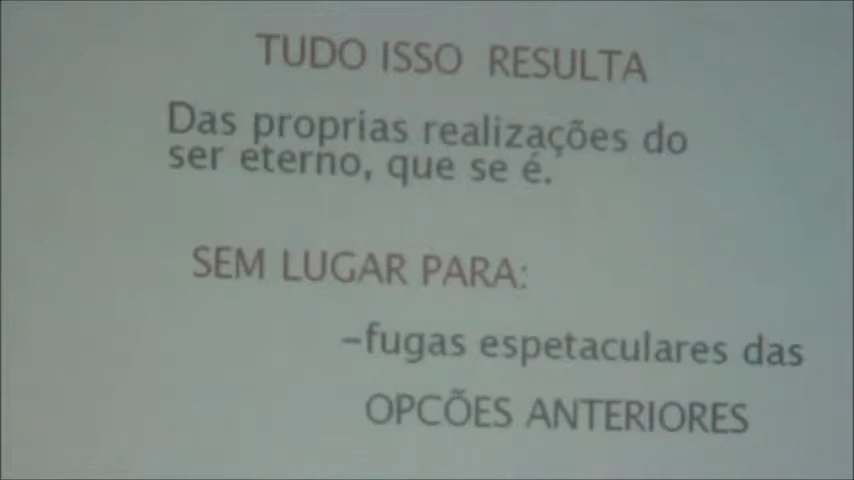 TUDO ISSO RESULTA
Das proprias realizações do
ser eterno, que se é.
SEM LUGAR PARA:
-fugas espetaculares das
OPCÕES ANTERIORES